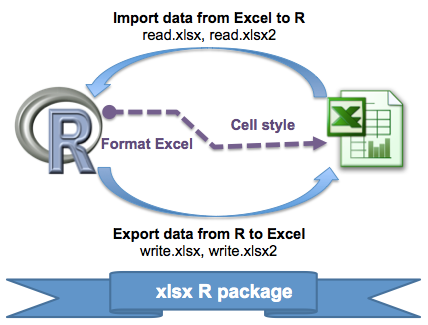 Import data from Excel to R
read.xlsx, read.xlsx2
R
Cell style
Format Excel
X
Export data from R to Excel
write.xlsx, write.xlsx2
xlsx R package